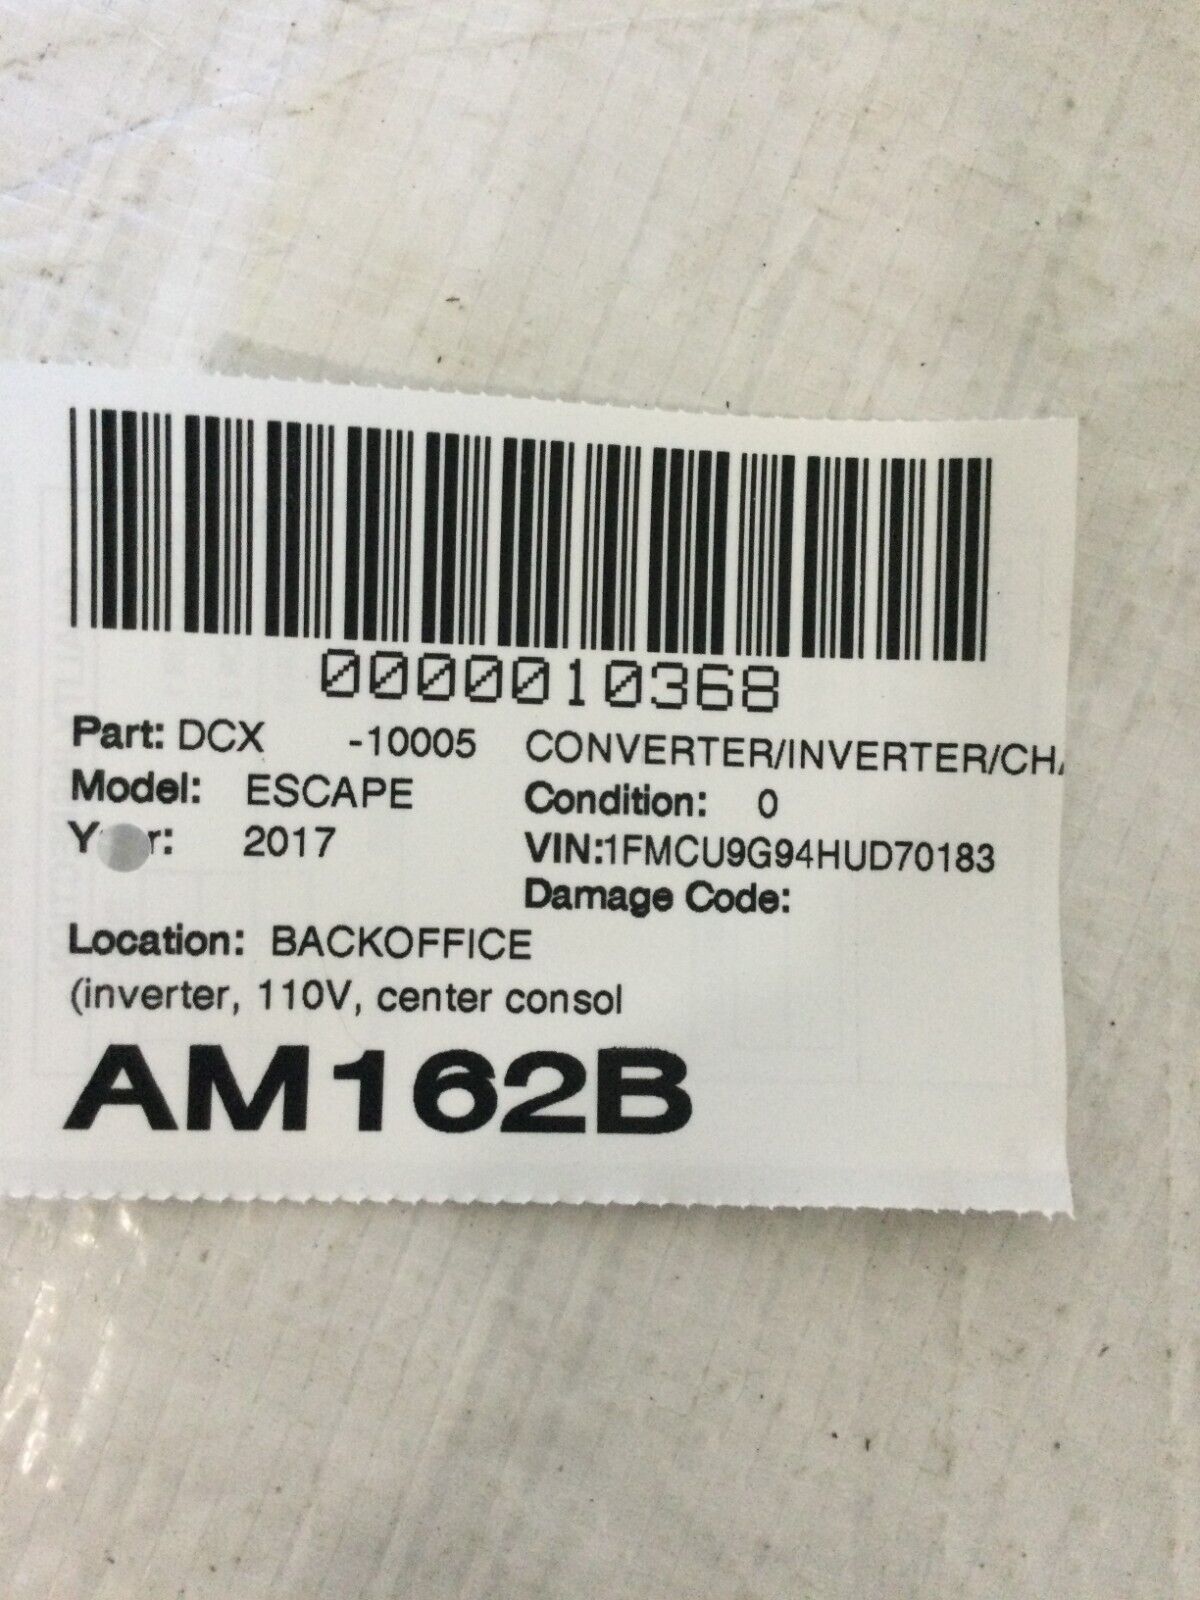 0000010368
Part: DCX -10005 CONVERTER/INVERTER/CH
Model: ESCAPE Condition: 0
2017 VIN:1FMCU9G94HUD70183
Damage Code:
Location: BACKOFFICE
(inverter, 110V, center consol
AM162B